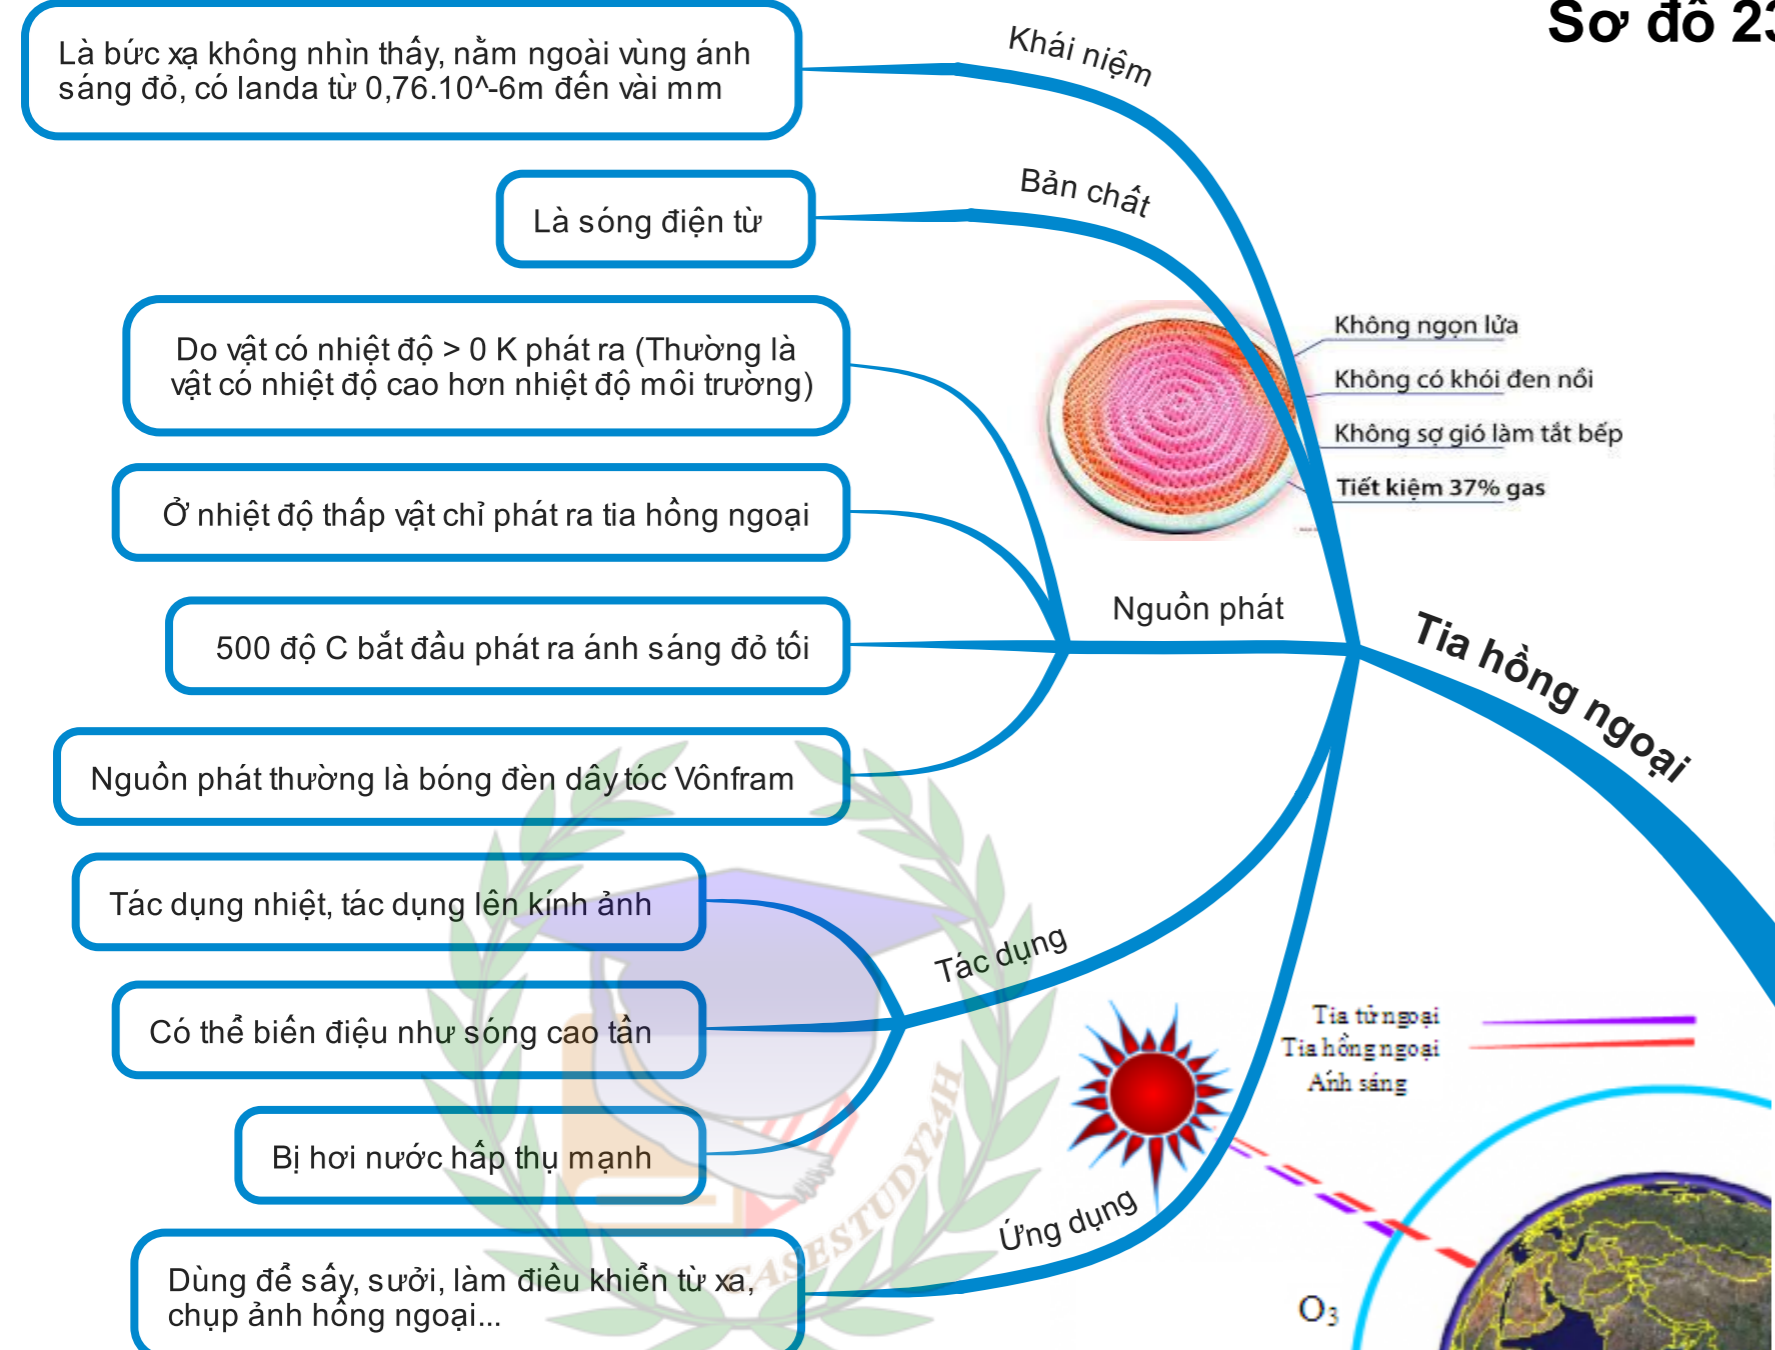 Sơ đồ 23
Khái niệm
Là bức xạ không nhìn thấy, nằm ngoài vùng ánh
sáng đỏ, có landa từ 0,76.10^-6m đến vài mm
Bản chất
Là sóng điện từ
Do vật có nhiệt độ > 0 K phát ra (Thường là
vật có nhiệt độ cao hơn nhiệt độ môi trường)
Ở nhiệt độ thấp vật chỉ phát ra tia hồng ngoại
500 độ C bắt đầu phát ra ánh sáng đỏ tối
Nguồn phát thường là bóng đèn dây tóc Vônfram
Nguồn phát
Không ngọn lửa
Không có khói đen nồi
Không sợ gió làm tắt bếp
Tiết kiệm 37% gas
Tia hồng ngoại
Tác dụng nhiệt, tác dụng lên kính ảnh
Có thể biến điệu như sóng cao tần
Bị hơi nước hấp thụ mạnh
Tác dụng
Dùng để sấy, sưởi, làm điều khiển từ xa,
chụp ảnh hồng ngoại...
Ứng dụng
Tia tử ngoại
Tia hồng ngoại
Ánh sáng
O3
CASESTUDY24H